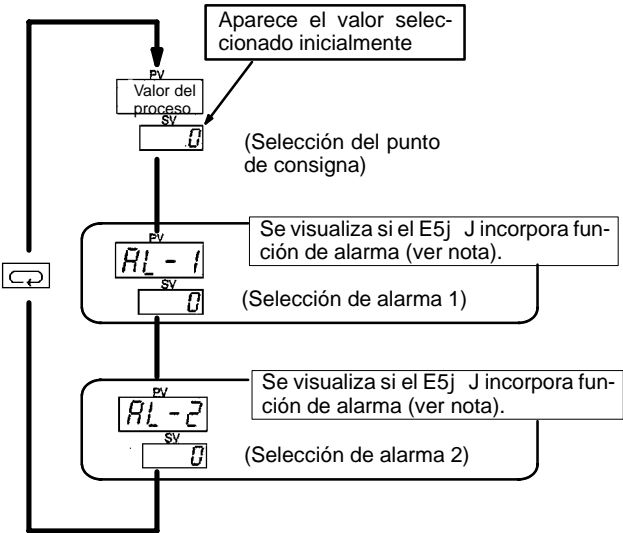 Aparece el valor selec-
cionado inicialmente
PV
Valor del
proceso
SV
.0
(Selección del punto
de consigna)
Se visualiza si el E5j J incorpora fun-
ción de alarma (ver nota).
PV
AL-1
SV
0
(Selección de alarma 1)
Se visualiza si el E5j J incorpora fun-
ción de alarma (ver nota).
PV
AL-2
SV
0
(Selección de alarma 2)